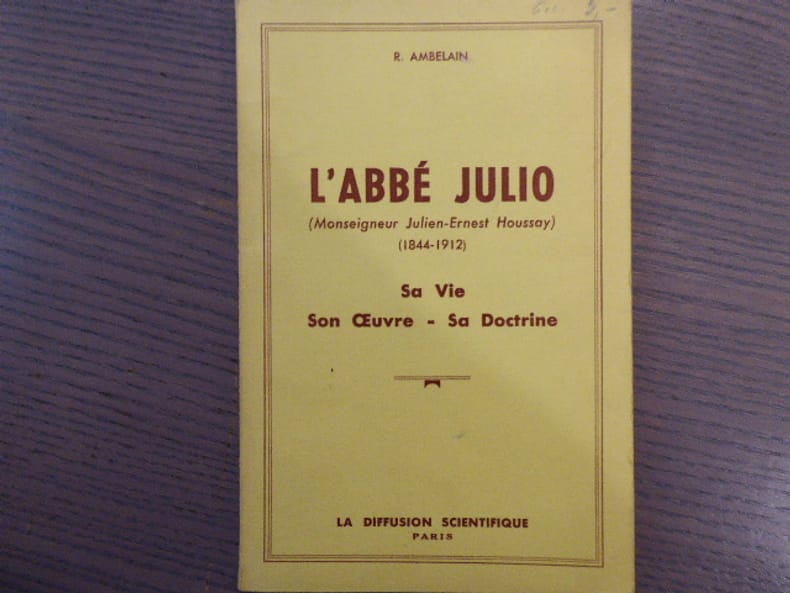 R. AMBELAIN
L'ABBÉ JULIO
(Monseigneur Julien-Ernest Houssay)
(1844-1912)
Sa Vie
Son Œuvre - Sa Doctrine
LA DIFFUSION SCIENTIFIQUE
PARIS